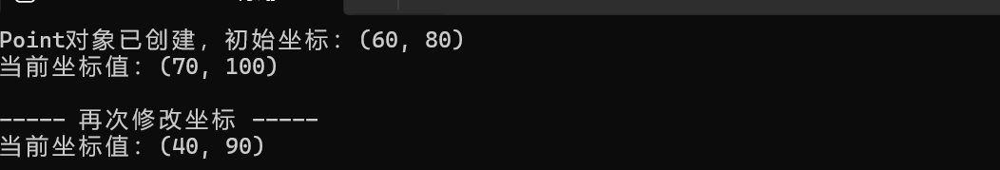 Point对象已创建，初始坐标：(60, 80)
当前坐标值：(70, 100)
----- 再次修改坐标 -----
当前坐标值：(40, 90)